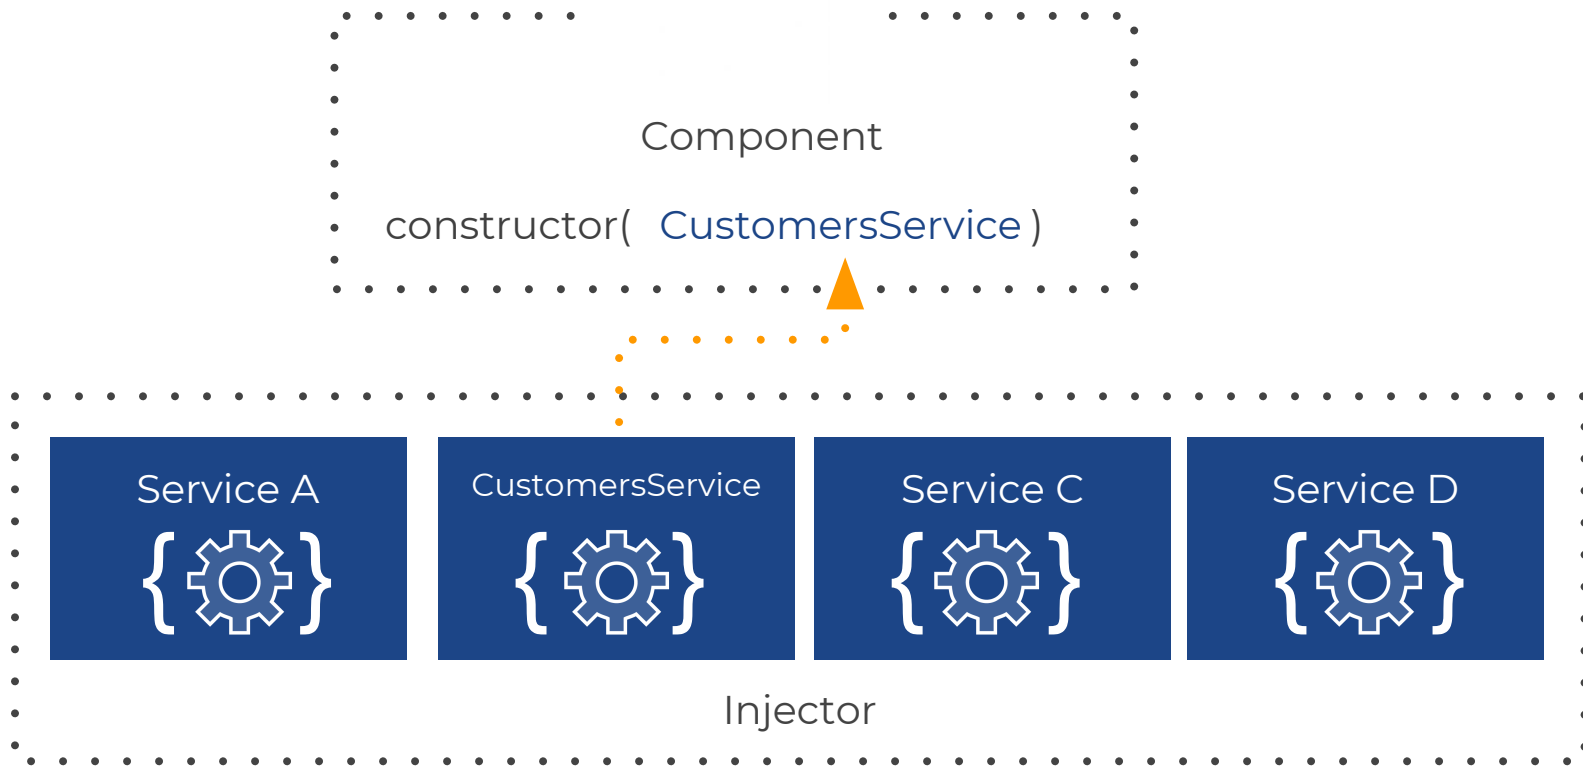 Component
constructor( CustomersService )
Service A
CustomersService
Service C
Service D
Injector